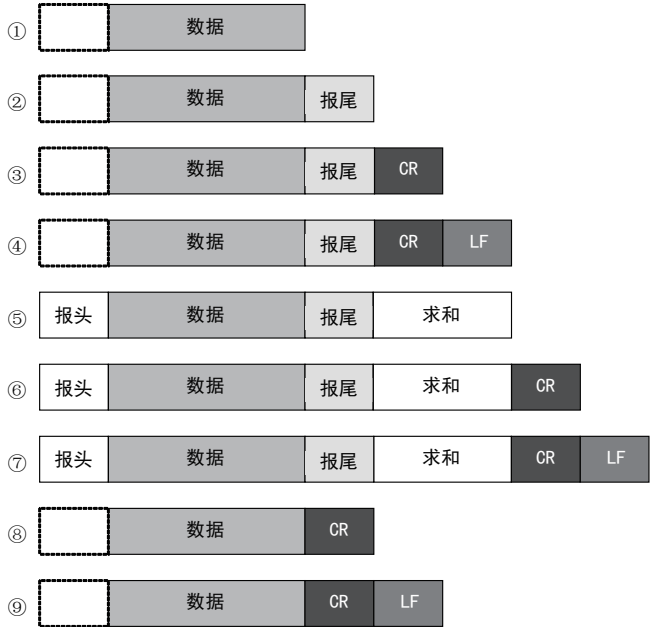 ① 数据
② 数据 报尾
③ 数据 报尾 CR
④ 数据 报尾 CR LF
⑤ 报头 数据 报尾 求和
⑥ 报头 数据 报尾 求和 CR
⑦ 报头 数据 报尾 求和 CR LF
⑧ 数据 CR
⑨ 数据 CR LF